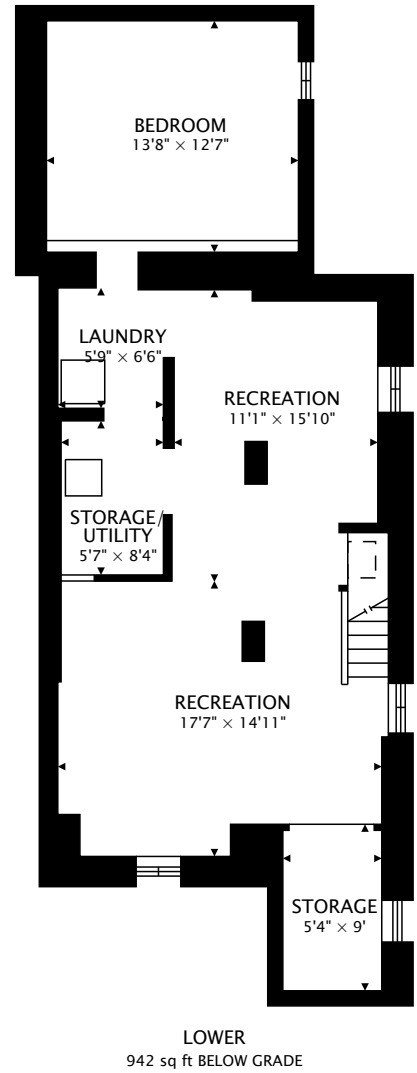 BEDROOM
13'8" × 12'7"
LAUNDRY
5'9" × 6'6"
RECREATION
11'1" × 15'10"
STORAGE/
UTILITY
5'7" × 8'4"
RECREATION
17'7" × 14'11"
STORAGE
5'4" × 9'
LOWER
942 sq ft BELOW GRADE